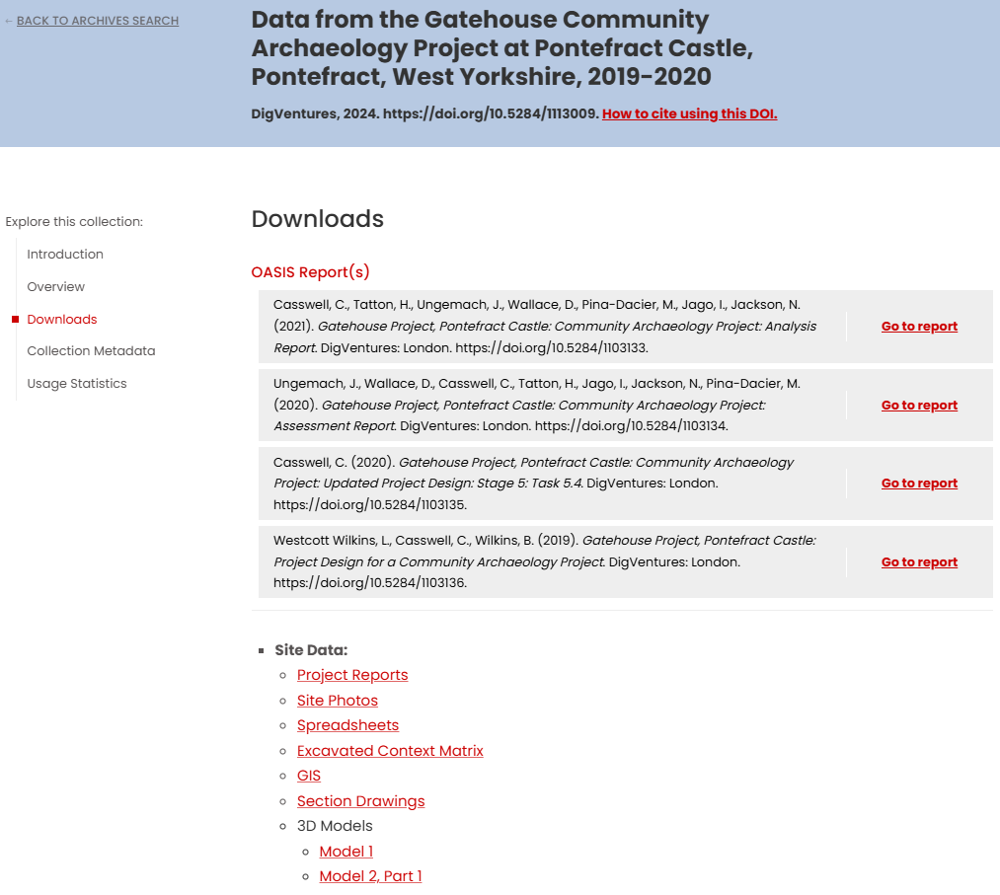 ← BACK TO ARCHIVES SEARCH
Data from the Gatehouse Community
Archaeology Project at Pontefract Castle,
Pontefract, West Yorkshire, 2019-2020
DigVentures, 2024. https://doi.org/10.5284/1113009. How to cite using this DOI.
Explore this collection:
Introduction
Overview
Downloads
Collection Metadata
Usage Statistics
Downloads
OASIS Report(s)
Casswell, C., Tatton, H., Ungemach, J., Wallace, D., Pina-Dacier, M., Jago, I., Jackson, N.
(2021). Gatehouse Project, Pontefract Castle: Community Archaeology Project: Analysis
Report. DigVentures: London. https://doi.org/10.5284/1103133.
Go to report
Ungemach, J., Wallace, D., Casswell, C., Tatton, H., Jago, I., Jackson, N., Pina-Dacier, M.
(2020). Gatehouse Project, Pontefract Castle: Community Archaeology Project:
Assessment Report. DigVentures: London. https://doi.org/10.5284/1103134.
Go to report
Casswell, C. (2020). Gatehouse Project, Pontefract Castle: Community Archaeology
Project: Updated Project Design: Stage 5: Task 5.4. DigVentures: London.
https://doi.org/10.5284/1103135.
Go to report
Westcott Wilkins, L., Casswell, C., Wilkins, B. (2019). Gatehouse Project, Pontefract Castle:
Project Design for a Community Archaeology Project. DigVentures: London.
https://doi.org/10.5284/1103136.
Go to report
Site Data:
Project Reports
Site Photos
Spreadsheets
Excavated Context Matrix
GIS
Section Drawings
3D Models
Model 1
Model 2, Part 1